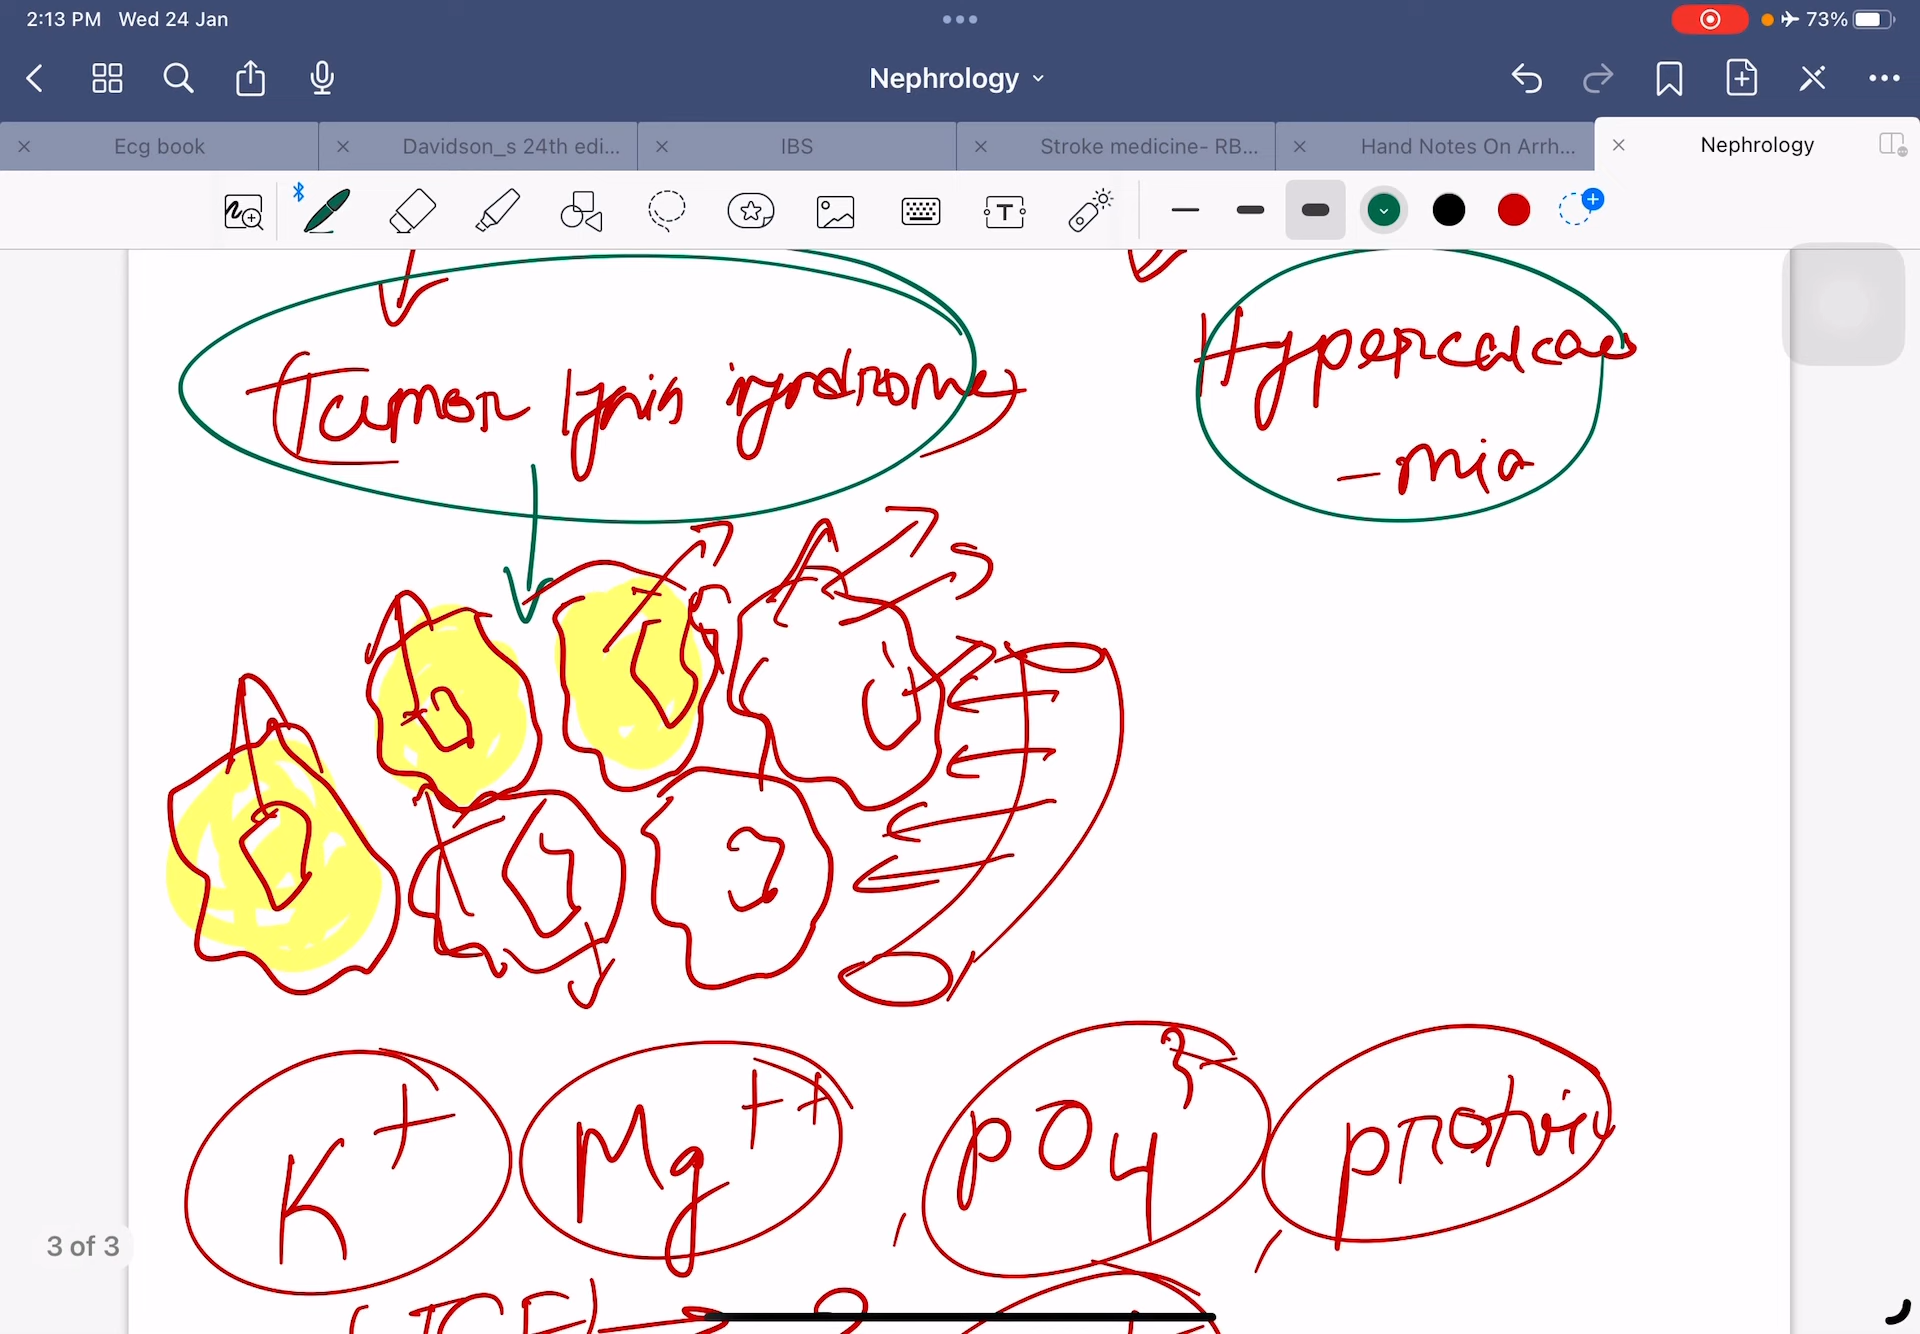 2:13 PM Wed 24 Jan
73%
Nephrology
Ecg book
Davidson_s 24th edi...
IBS
Stroke medicine- RB...
Hand Notes On Arrh...
Nephrology
T
Tumor lysis syndrome
Hypercalcae
-mia
K+
Mg++
PO4 3-
protein
3 of 3